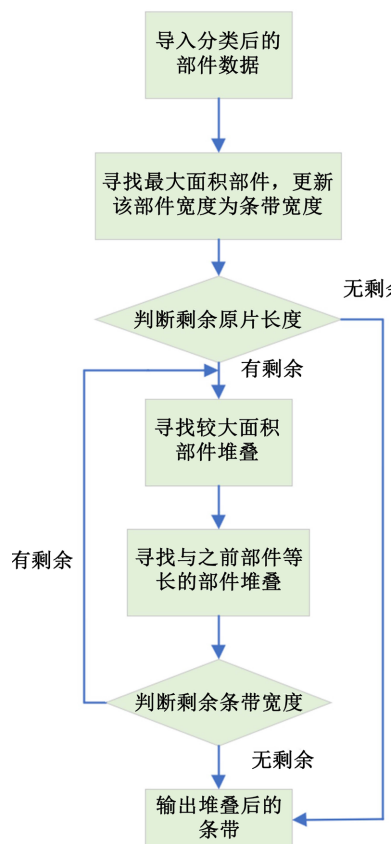 导入分类后的
部件数据
寻找最大面积部件，更新
该部件宽度为条带宽度
无剩余
判断剩余原片长度
有剩余
寻找较大面积
部件堆叠
有剩余
寻找与之前部件等
长的部件堆叠
判断剩余条带宽度
无剩余
输出堆叠后的
条带